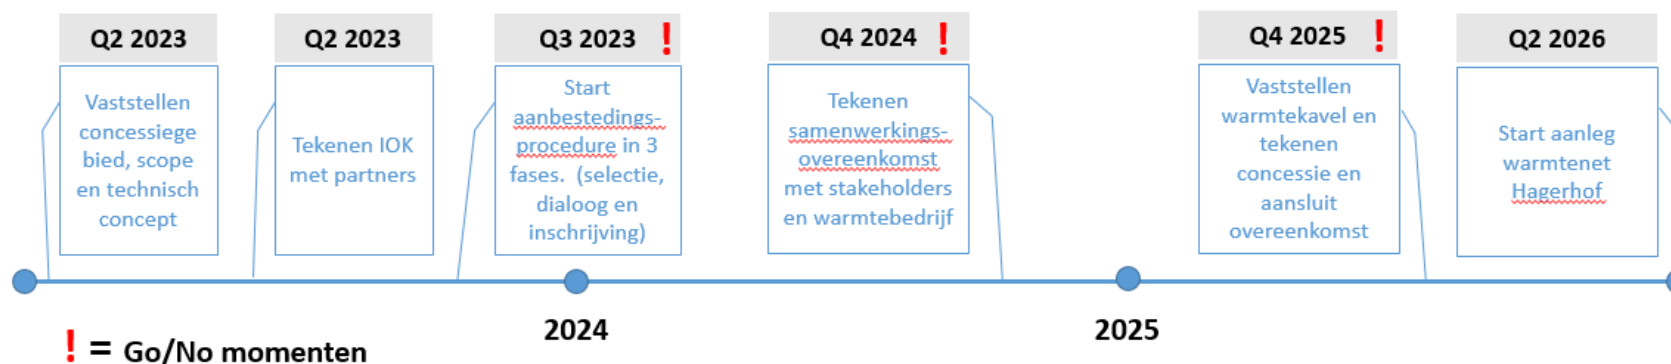 Q2 2023
Vaststellen
concessiege
bied, scope
en technisch
concept
Q2 2023
Tekenen IOK
met partners
Q3 2023 !
Start
aanbestedings-
procedure in 3
fases.  (selectie,
dialoog en
inschrijving)
Q4 2024 !
Tekenen
samenwerkings-
overeenkomst
met stakeholders
en warmtebedrijf
Q4 2025 !
Vaststellen
warmtekavel en
tekenen
concessie en
aansluit
overeenkomst
Q2 2026
Start aanleg
warmtenet
Hagerhof
2024
2025
! = Go/No momenten